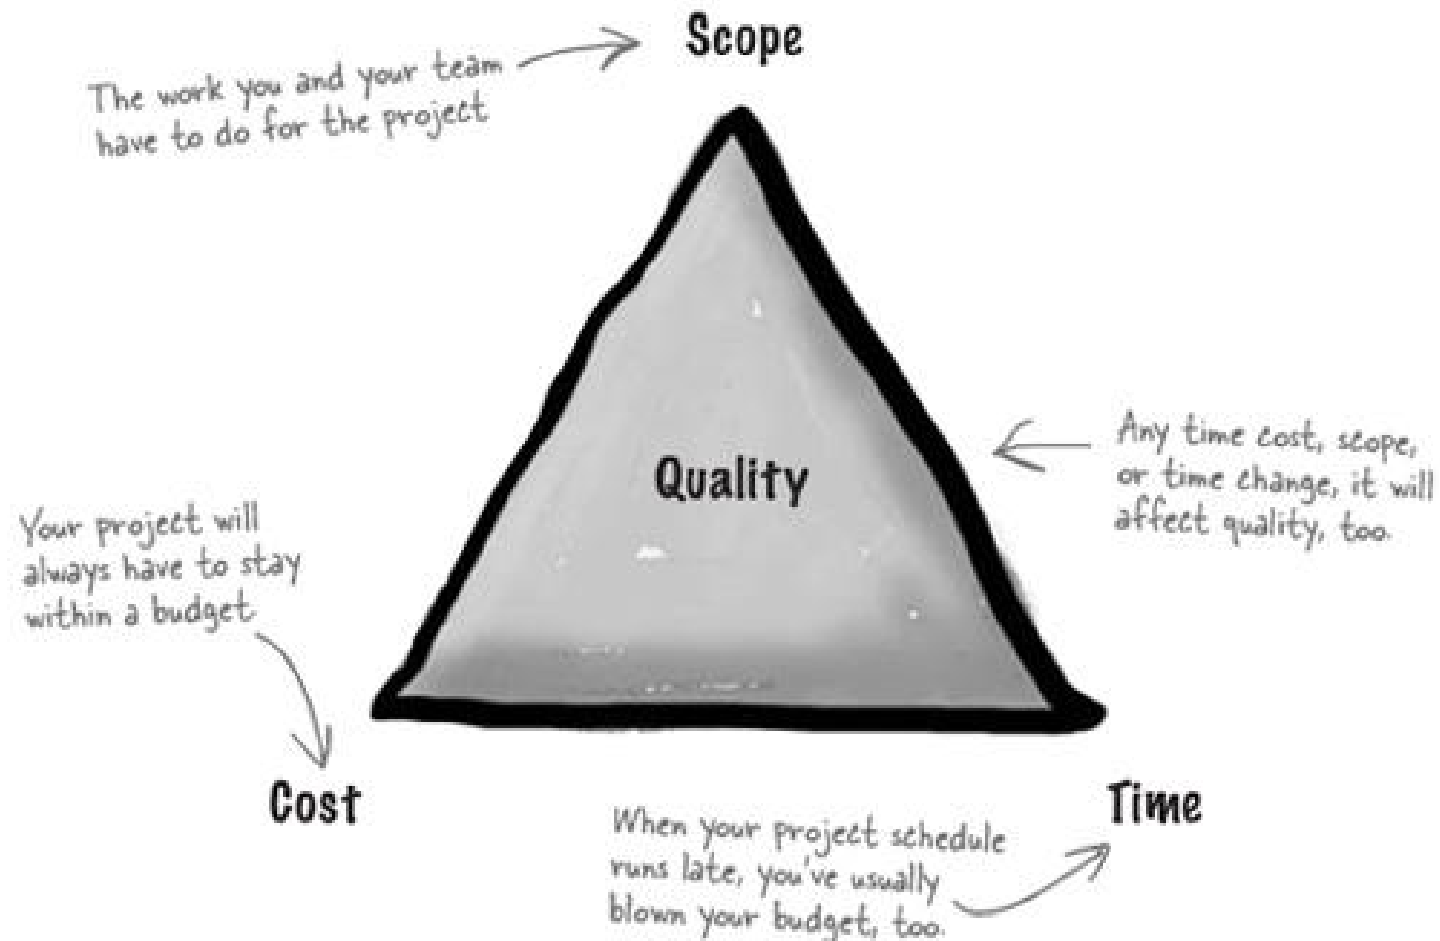 Scope
The work you and your team
have to do for the project
Quality
Any time cost, scope,
or time change, it will
affect quality, too.
Your project will
always have to stay
within a budget
Cost
Time
When your project schedule
runs late, you've usually
blown your budget, too.